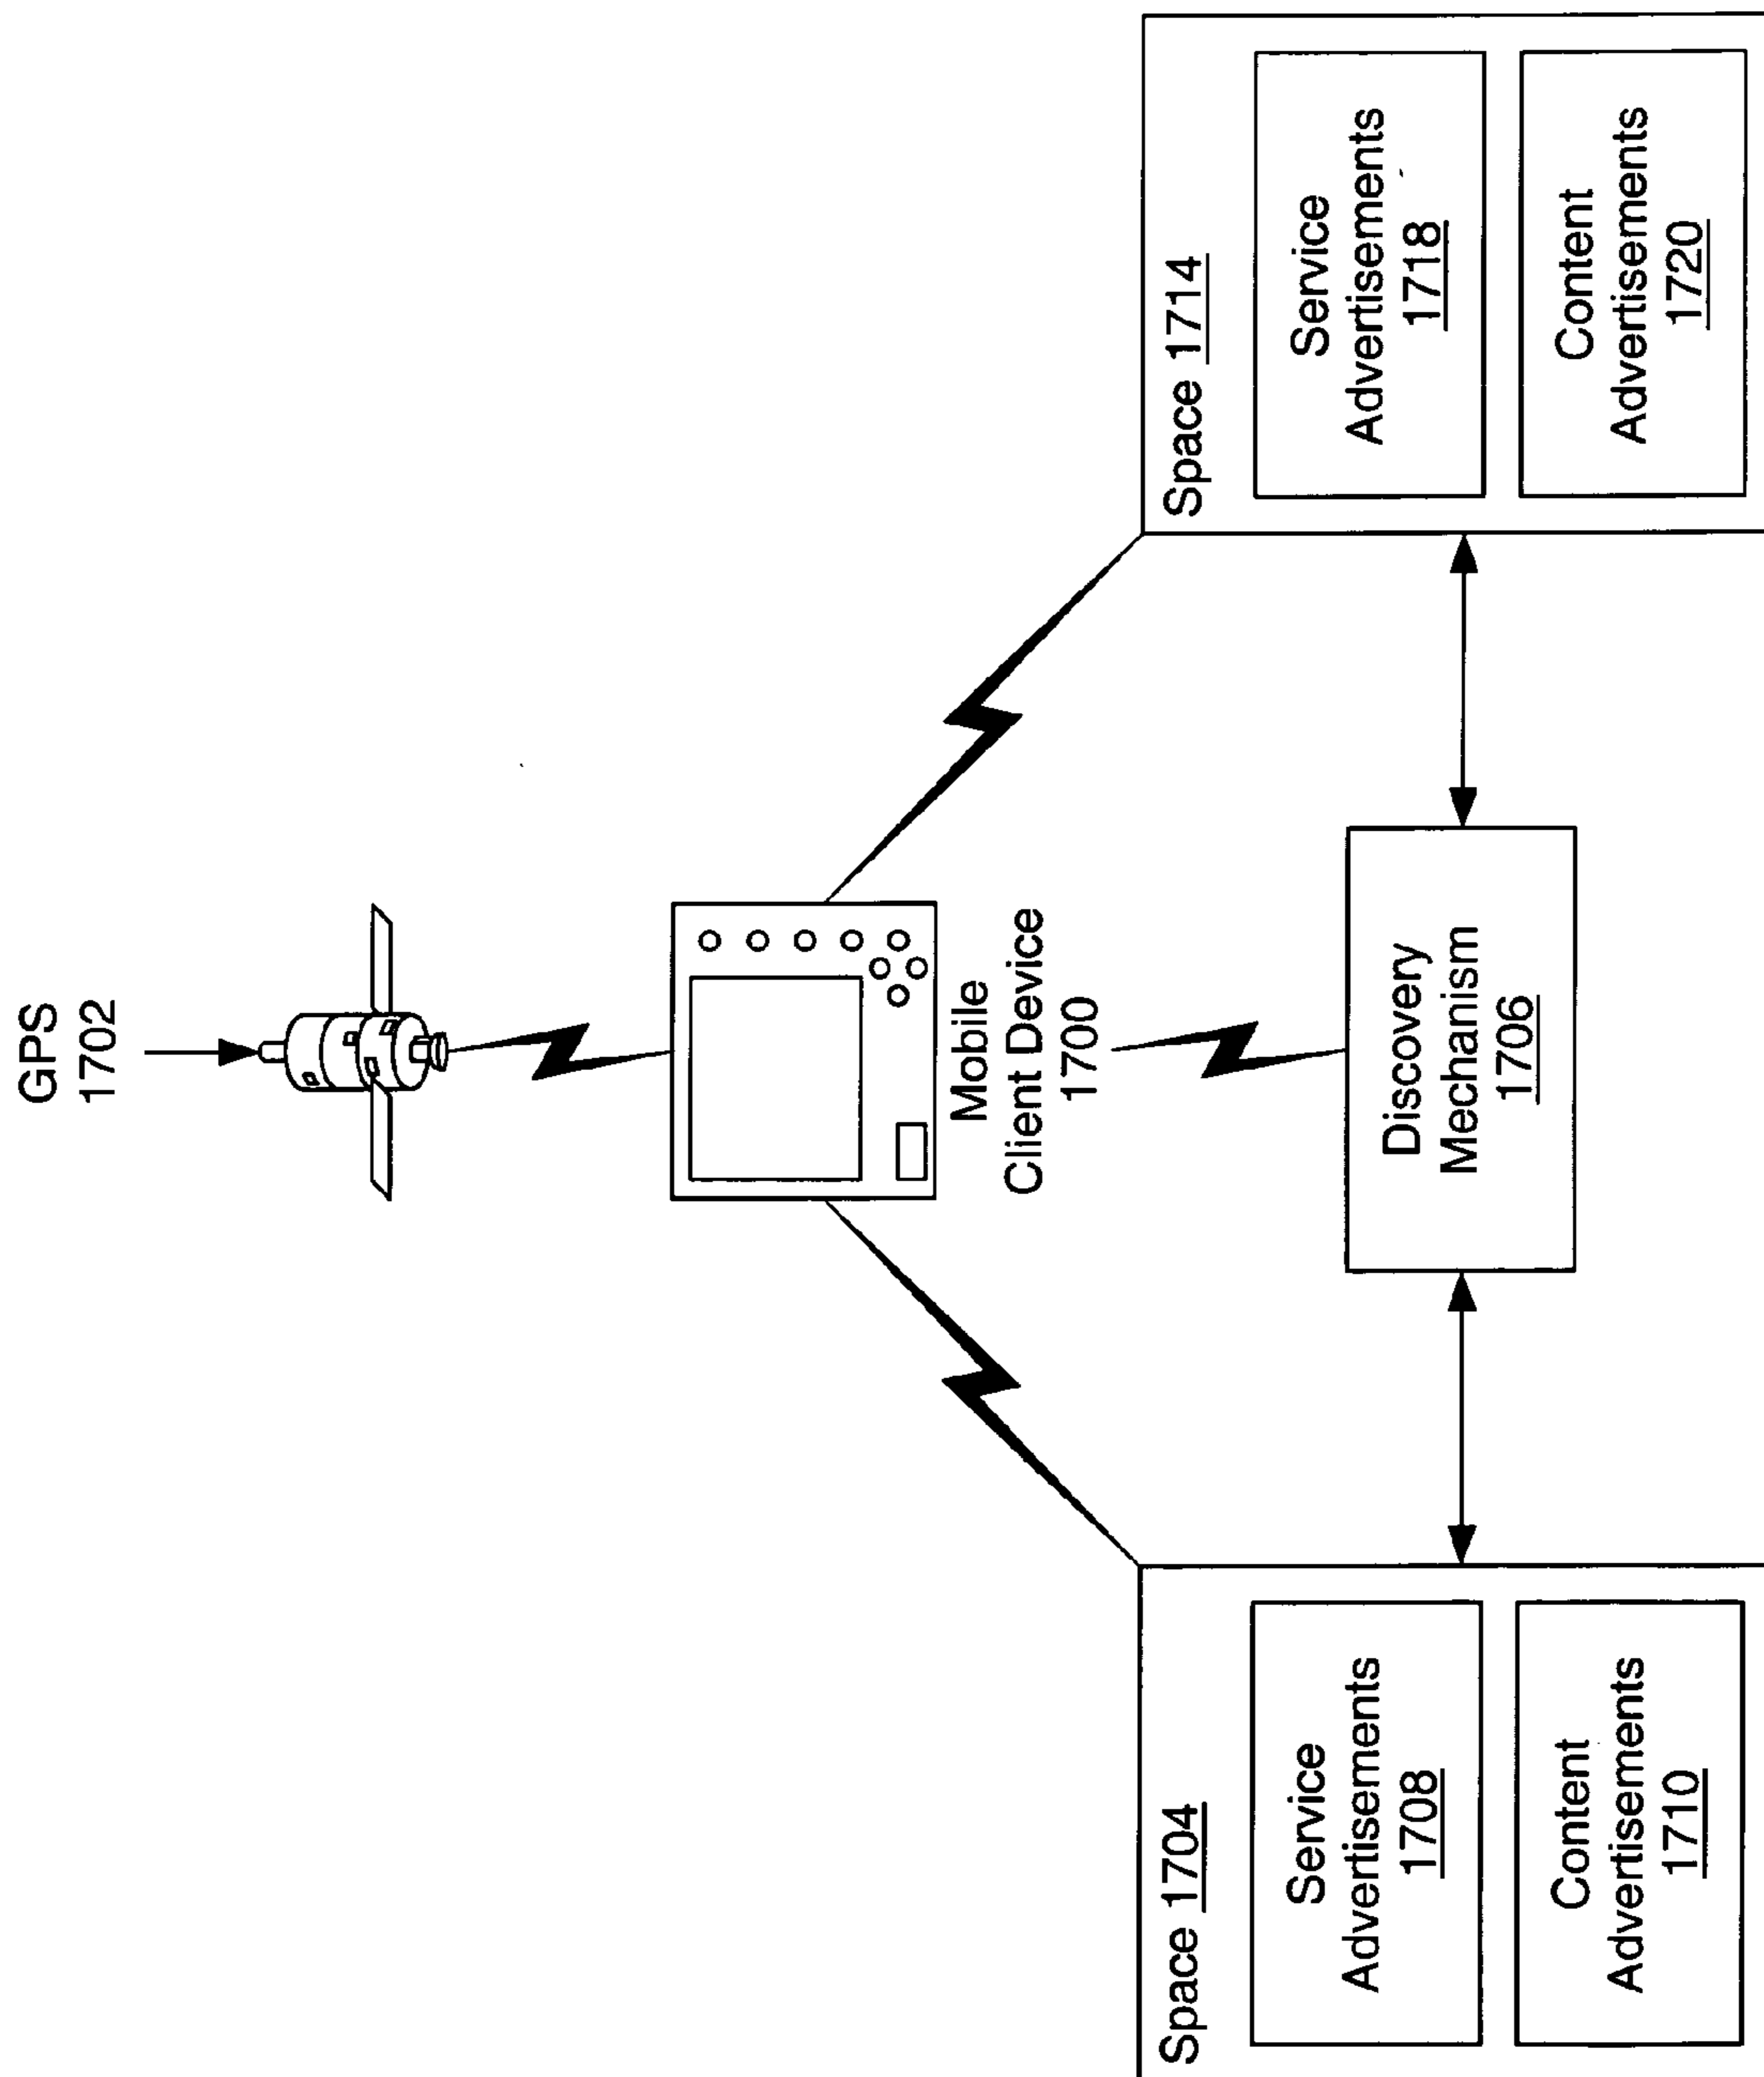 GPS
1702
Mobile
Client Device
1700
Discovery
Mechanism
1706
Space 1704
Service
Advertisements
1708
Content
Advertisements
1710
Space 1714
Service
Advertisements
1718
Content
Advertisements
1720